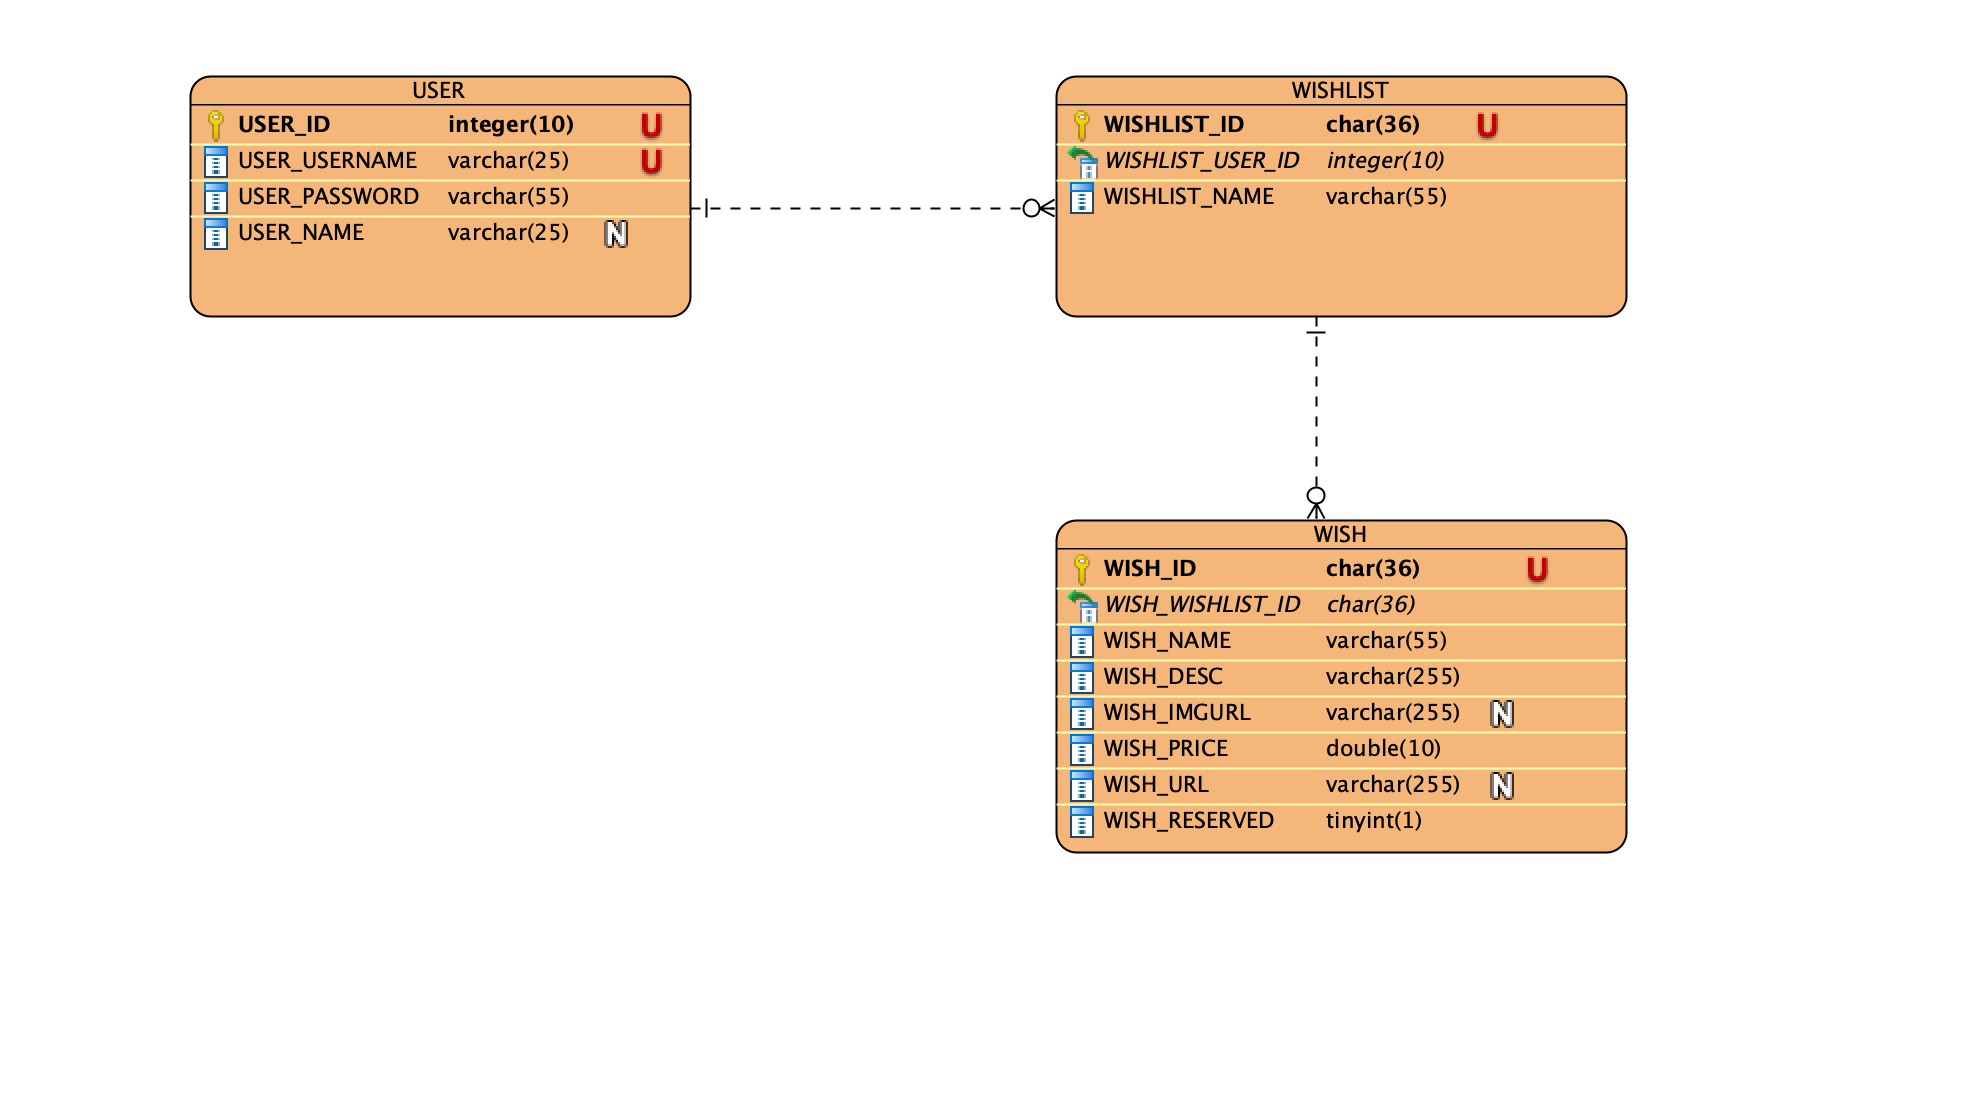 USER
USER_ID integer(10) U
USER_USERNAME varchar(25) U
USER_PASSWORD varchar(55)
USER_NAME varchar(25) N
WISHLIST
WISHLIST_ID char(36) U
WISHLIST_USER_ID integer(10)
WISHLIST_NAME varchar(55)
WISH
WISH_ID char(36) U
WISH_WISHLIST_ID char(36)
WISH_NAME varchar(55)
WISH_DESC varchar(255)
WISH_IMGURL varchar(255) N
WISH_PRICE double(10)
WISH_URL varchar(255) N
WISH_RESERVED tinyint(1)